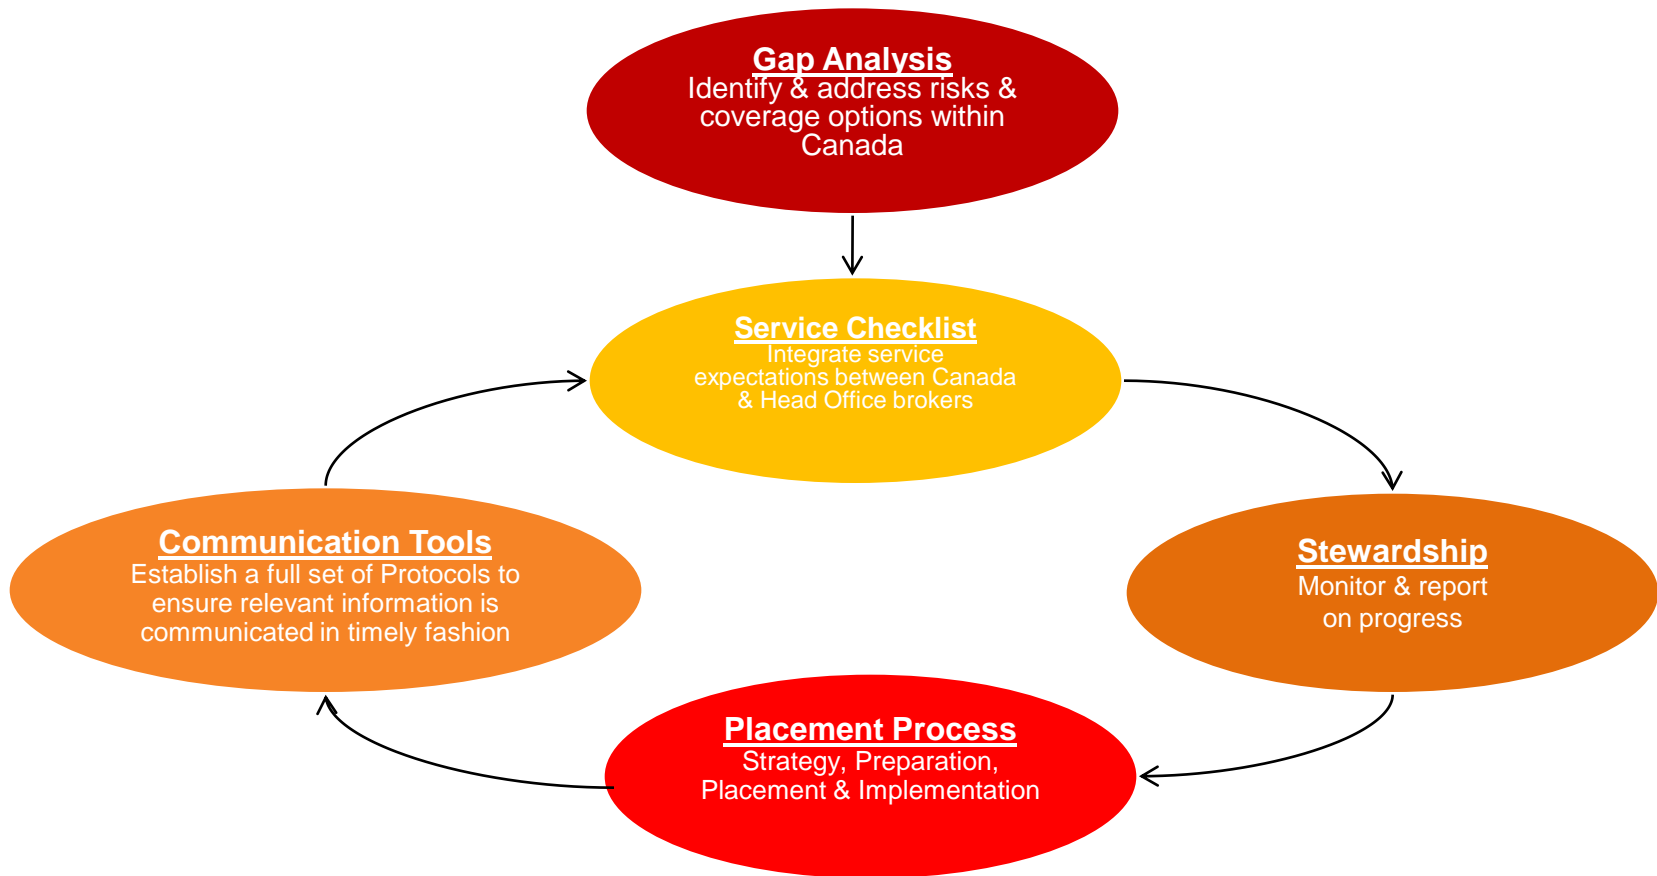 Gap Analysis
Identify & address risks &
coverage options within
Canada
Service Checklist
Integrate service
expectations between Canada
& Head Office brokers
Communication Tools
Establish a full set of Protocols to
ensure relevant information is
communicated in timely fashion
Stewardship
Monitor & report
on progress
Placement Process
Strategy, Preparation,
Placement & Implementation